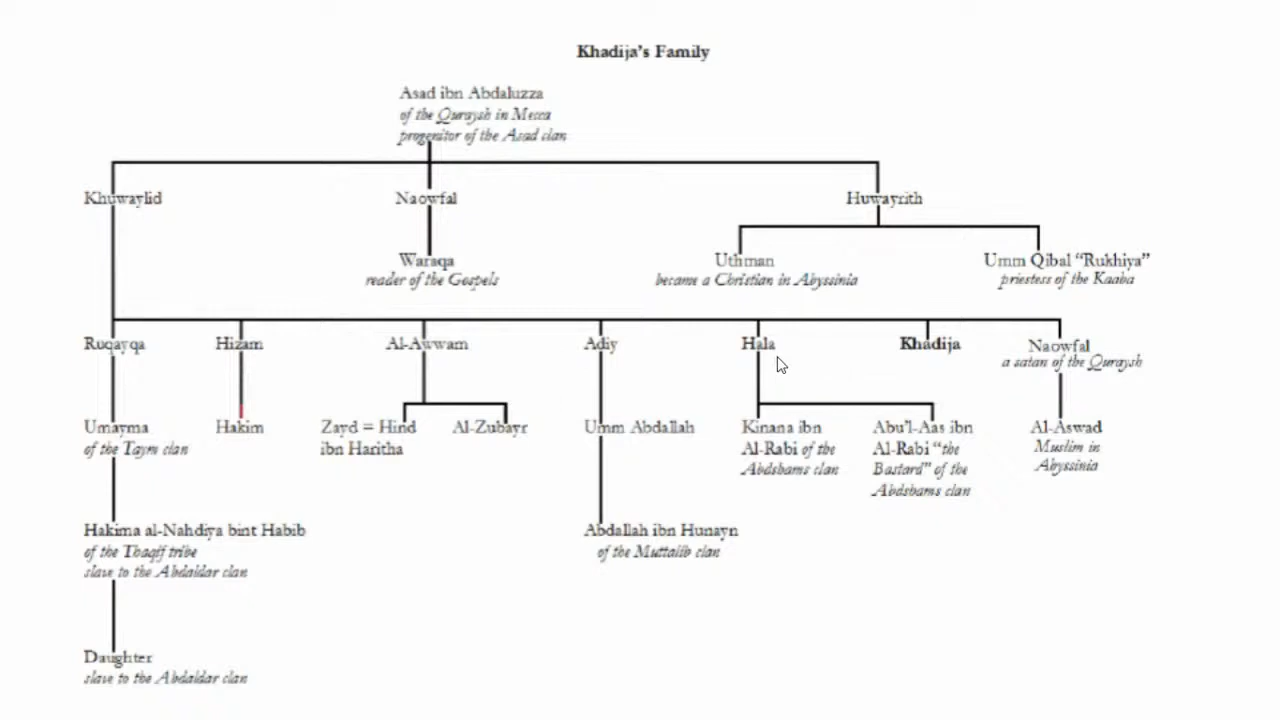 Khadija's Family
Asad ibn Abdaluzza
of the Quraysh in Mecca
progenitor of the Asad clan
Khuwaylid
Naowfal
Huwayrith
Waraqa
reader of the Gospels
Uthman
became a Christian in Abyssinia
Umm Qibal “Rukhiya”
priestess of the Kaaba
Ruqayqa
Hizam
Al-Awwam
Adiy
Hala
Khadija
Naowfal
a satan of the Quraysh
Umayma
of the Taym clan
Hakim
Zayd = Hind
ibn Haritha
Al-Zubayr
Umm Abdallah
Kinana ibn
Al-Rabi of the
Abdshams clan
Abu'l-Aas ibn
Al-Rabi “the
Bastard” of the
Abdshams clan
Al-Aswad
Muslim in
Abyssinia
Hakima al-Nahdiya bint Habib
of the Thaqif tribe
slave to the Abdaldar clan
Abdallah ibn Hunayn
of the Muttalib clan
Daughter
slave to the Abdaldar clan